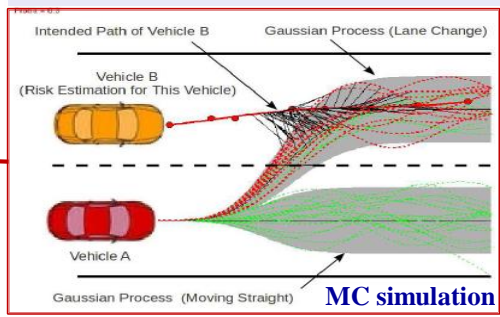 Intended Path of Vehicle B
Gaussian Process (Lane Change)
Vehicle B
(Risk Estimation for This Vehicle)
Vehicle A
Gaussian Process (Moving Straight)
MC simulation